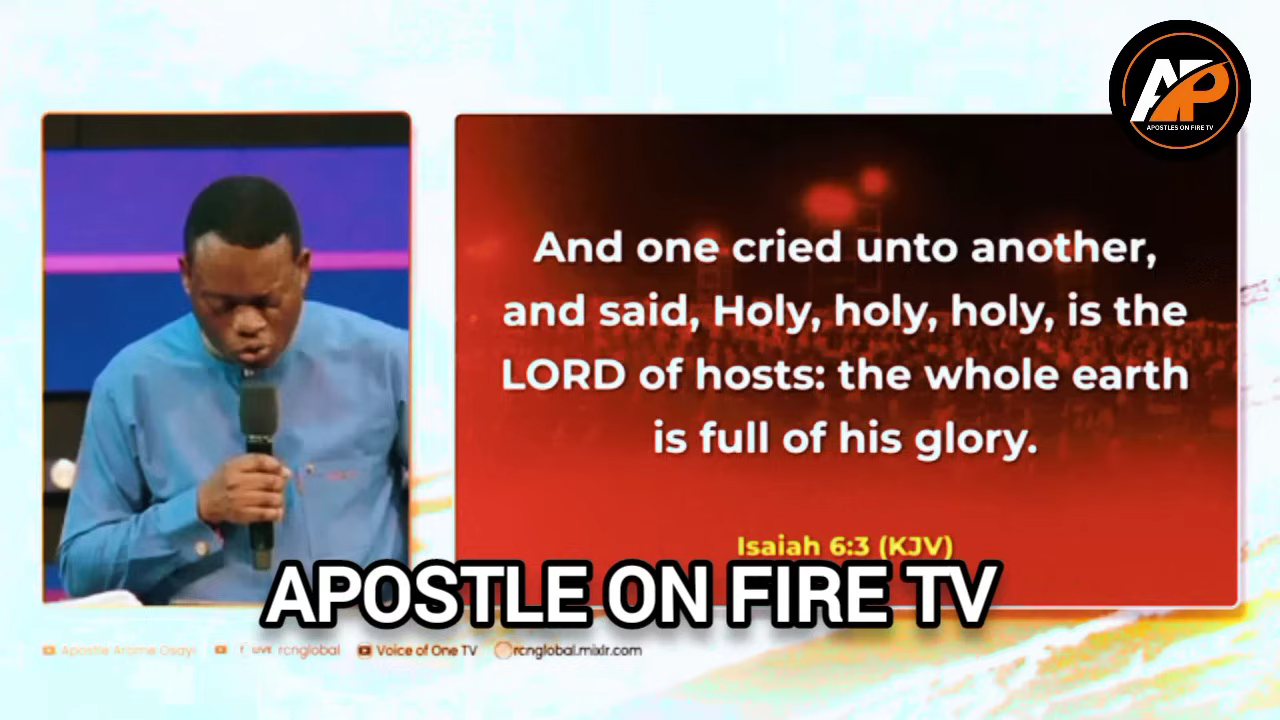 AP
APOSTLES ON FIRE TV
And one cried unto another,
and said, Holy, holy, holy, is the
LORD of hosts: the whole earth
is full of his glory.
Isaiah 6:3 (KJV)
APOSTLE ON FIRE TV
Apostle Arome Osayi
LIVE rcnglobal
Voice of One TV
rcnglobal.mixlr.com